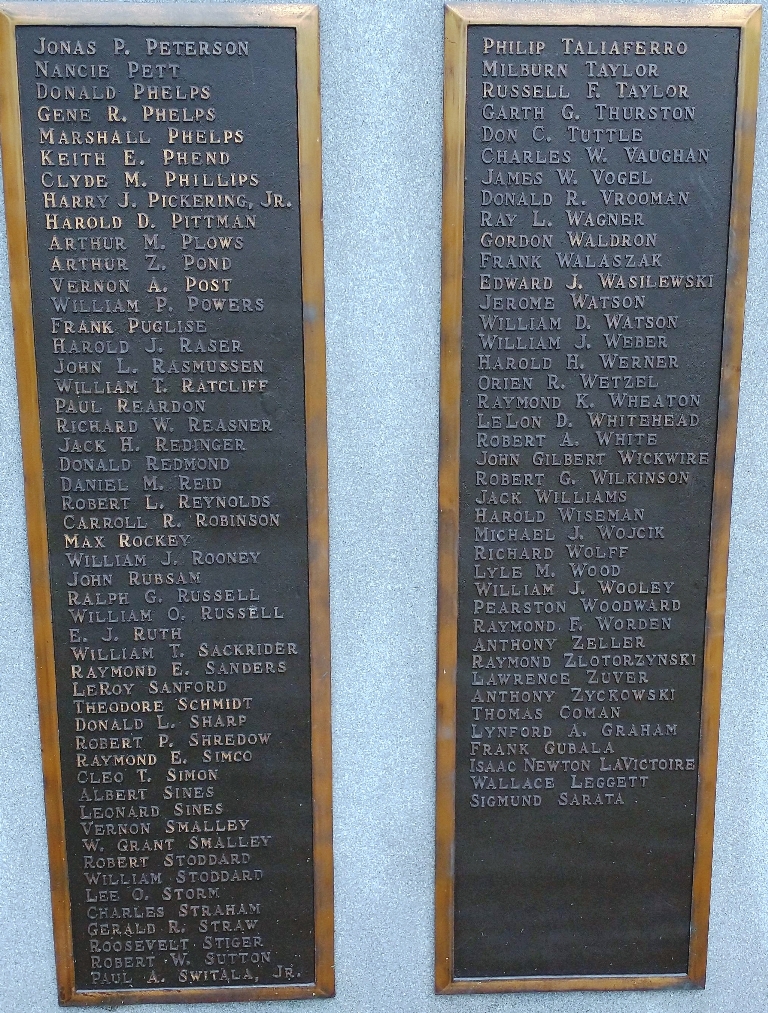 JONAS P. PETERSON
NANCIE PETT
DONALD PHELPS
GENE R. PHELPS
MARSHALL PHELPS
KEITH E. PHEND
CLYDE M. PHILLIPS
HARRY J. PICKERING, JR.
HAROLD D. PITTMAN
ARTHUR M. PLOWS
ARTHUR Z. POND
VERNON A. POST
WILLIAM P. POWERS
FRANK PUGLISE
HAROLD J. RASER
JOHN L. RASMUSSEN
WILLIAM T. RATCLIFF
PAUL REARDON
RICHARD W. REASNER
JACK H. REDINGER
DONALD REDMOND
DANIEL M. REID
ROBERT L. REYNOLDS
CARROLL R. ROBINSON
MAX ROCKEY
WILLIAM J. ROONEY
JOHN RUBSAM
RALPH G. RUSSELL
WILLIAM O. RUSSELL
E. J. RUTH
WILLIAM T. SACKRIDER
RAYMOND E. SANDERS
LEROY SANFORD
THEODORE SCHMIDT
DONALD L. SHARP
ROBERT P. SHREDOW
RAYMOND E. SIMCO
CLEO T. SIMON
ALBERT SINES
LEONARD SINES
VERNON SMALLEY
W. GRANT SMALLEY
ROBERT STODDARD
WILLIAM STODDARD
LEE O. STORM
CHARLES STRAHAM
GERALD R. STRAW
ROOSEVELT STIGER
ROBERT W. SUTTON
PAUL A. SWITALA, JR.
PHILIP TALIAFERRO
MILBURN TAYLOR
RUSSELL F. TAYLOR
GARTH G. THURSTON
DON C. TUTTLE
CHARLES W. VAUGHAN
JAMES W. VOGEL
DONALD R. VROOMAN
RAY L. WAGNER
GORDON WALDRON
FRANK WALASZAK
EDWARD J. WASILEWSKI
JEROME WATSON
WILLIAM D. WATSON
WILLIAM J. WEBER
HAROLD H. WERNER
ORIEN R. WETZEL
RAYMOND K. WHEATON
LELON D. WHITEHEAD
ROBERT A. WHITE
JOHN GILBERT WICKWIRE
ROBERT G. WILKINSON
JACK WILLIAMS
HAROLD WISEMAN
MICHAEL J. WOJCIK
RICHARD WOLFF
LYLE M. WOOD
WILLIAM J. WOOLEY
PEARSTON WOODWARD
RAYMOND F. WORDEN
ANTHONY ZELLER
RAYMOND ZLOTORZYNSKI
LAWRENCE ZUVER
ANTHONY ZYCKOWSKI
THOMAS COMAN
LYNFORD A. GRAHAM
FRANK GUBALA
ISAAC NEWTON LAVICTOIRE
WALLACE LEGGETT
SIGMUND SARATA